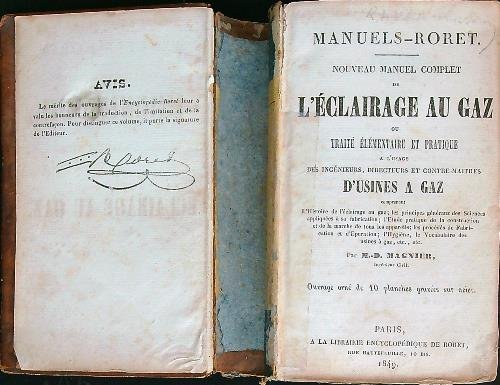 AVIS.
Le mérite des ouvrages de l'Encyclopédie-Roret leur a
valu les honneurs de la traduction, de l'imitation et de la
contrefaçon. Pour distinguer ce volume, il porte la signature
de l'Editeur.
Roret
MANUELS-RORET.
NOUVEAU MANUEL COMPLET
DE
L'ÉCLAIRAGE AU GAZ
OU
TRAITÉ ÉLÉMENTAIRE ET PRATIQUE
A L'USAGE
DES INGÉNIEURS, DIRECTEURS ET CONTRE-MAITRES
D'USINES A GAZ
comprenant
L'Histoire de l'éclairage au gaz; les principes généraux des Sciences
appliquées à sa fabrication; l'Etude pratique de la construction
et de la marche de tous les appareils; les procédés de Fabri-
cation et d'Epuration; l'Hygiène, le Vocabulaire des
usines à gaz, etc., etc.
Par M.-D. MAGNIER,
Ingénieur Civil.
Ouvrage orné de 10 planches gravées sur acier.
PARIS,
A LA LIBRAIRIE ENCYCLOPÉDIQUE DE RORET,
RUE HAUTEFEUILLE, 10 BIS.
1849.